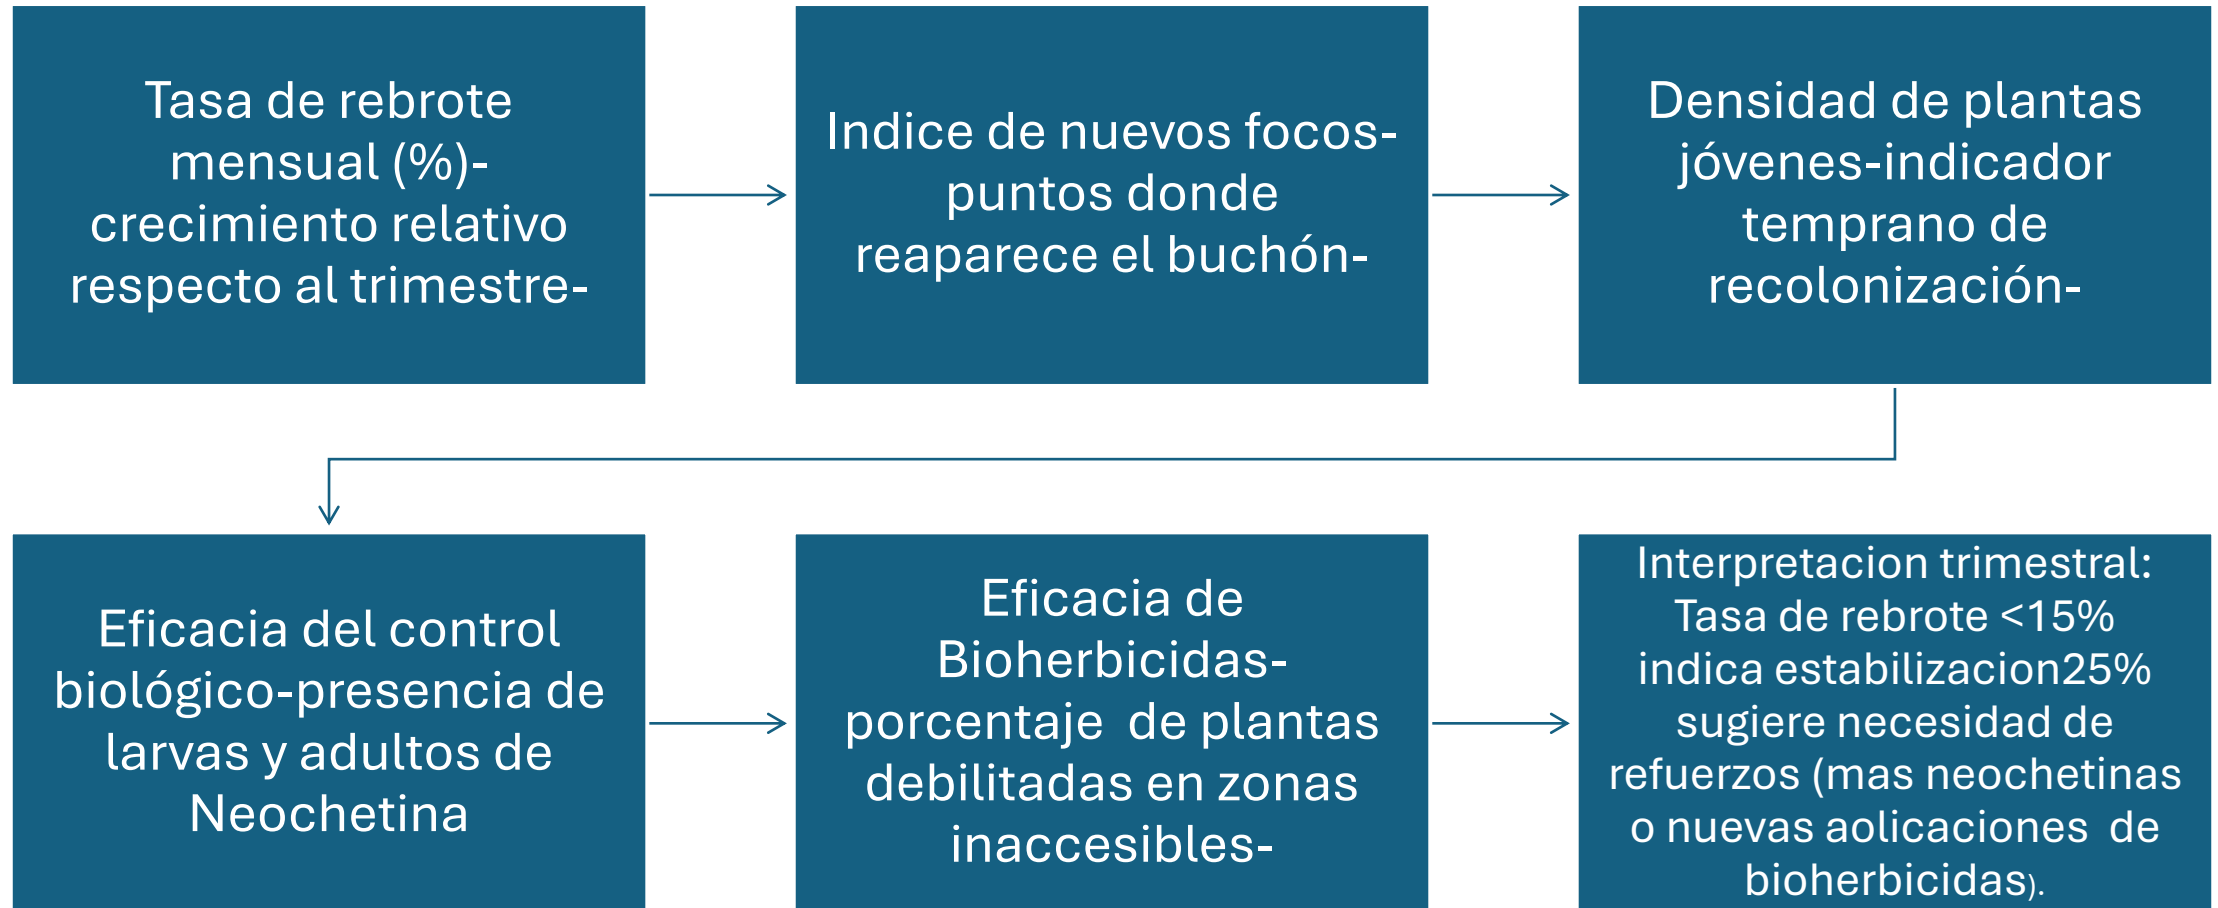 Tasa de rebrote
mensual (%)-
crecimiento relativo
respecto al trimestre-
Indice de nuevos focos-
puntos donde
reaparece el buchón-
Densidad de plantas
jóvenes-indicador
temprano de
recolonización-
Eficacia del control
biológico-presencia de
larvas y adultos de
Neochetina
Eficacia de
Bioherbicidas-
porcentaje  de plantas
debilitadas en zonas
inaccesibles-
Interpretacion trimestral:
Tasa de rebrote <15%
indica estabilizacion25%
sugiere necesidad de
refuerzos (mas neochetinas
o nuevas aolicaciones  de
bioherbicidas).